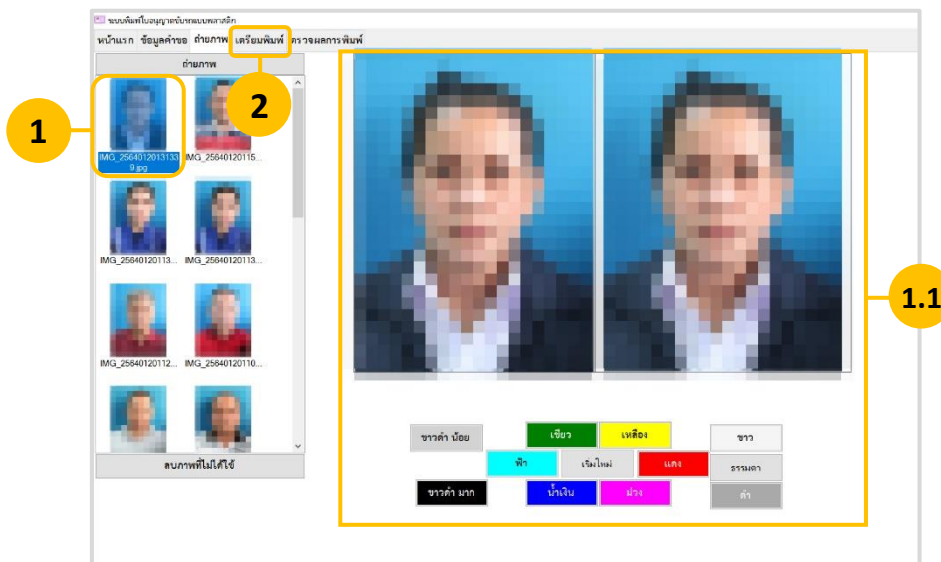 ระบบพิมพ์ใบอนุญาตขับรถแบบพลาสติก
หน้าแรก ข้อมูลคำขอ ถ่ายภาพ เตรียมพิมพ์ ตรวจผลการพิมพ์
ถ่ายภาพ
1
2
IMG_2564012013133
9.jpg
IMG_25640120115...
IMG_25640120113... IMG_25640120113...
IMG_25640120112... IMG_25640120110...
ลบภาพที่ไม่ได้ใช้
1.1
ขาวดำ น้อย เขียว เหลือง ขาว
ฟ้า เริ่มใหม่ แดง ธรรมดา
ขาวดำ มาก น้ำเงิน ม่วง ดำ